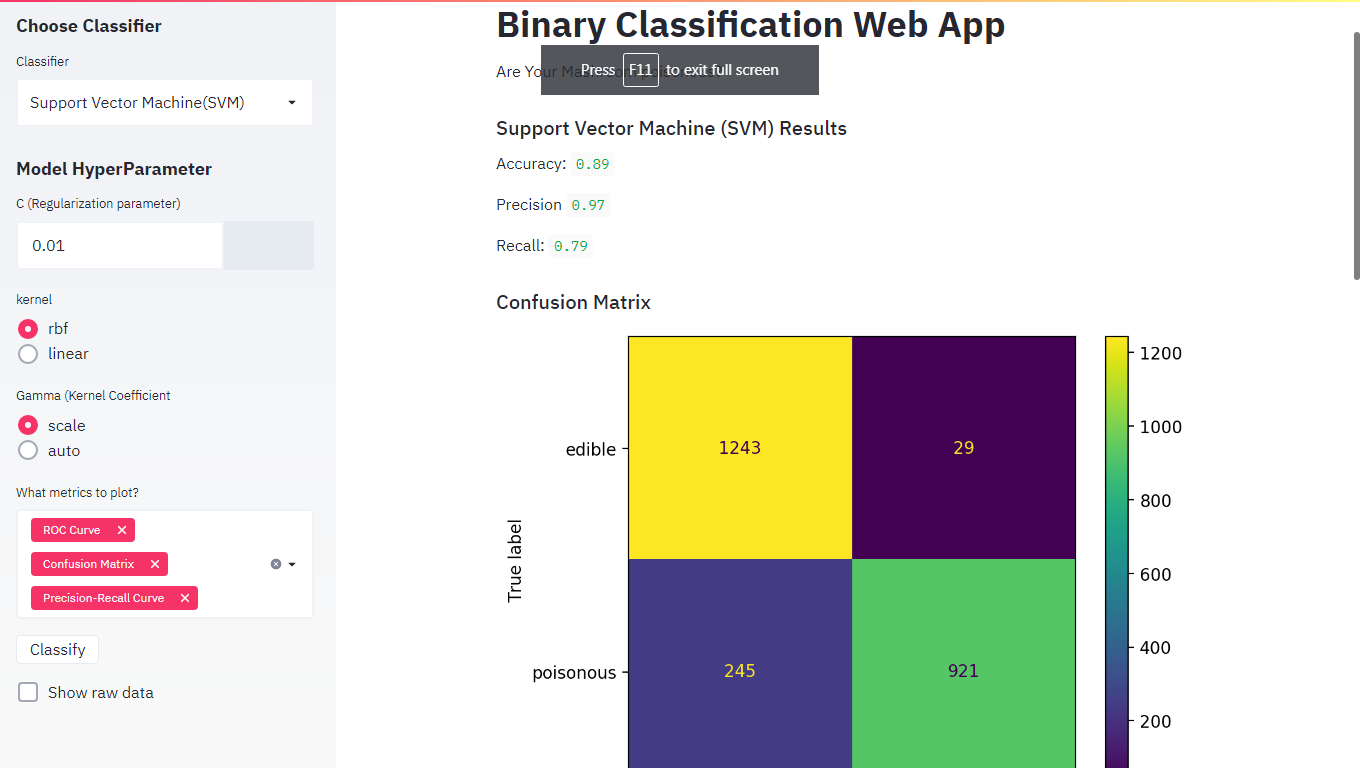 Choose Classifier
Classifier
Support Vector Machine(SVM)
Model HyperParameter
C (Regularization parameter)
0.01
kernel
rbf
linear
Gamma (Kernel Coefficient
scale
auto
What metrics to plot?
ROC Curve
Confusion Matrix
Precision-Recall Curve
Classify
Show raw data
Binary Classification Web App
Are Your
Press F11 to exit full screen
Support Vector Machine (SVM) Results
Accuracy: 0.89
Precision 0.97
Recall: 0.79
Confusion Matrix
edible
1243 29
True label
poisonous
245 921
1200
1000
800
600
400
200